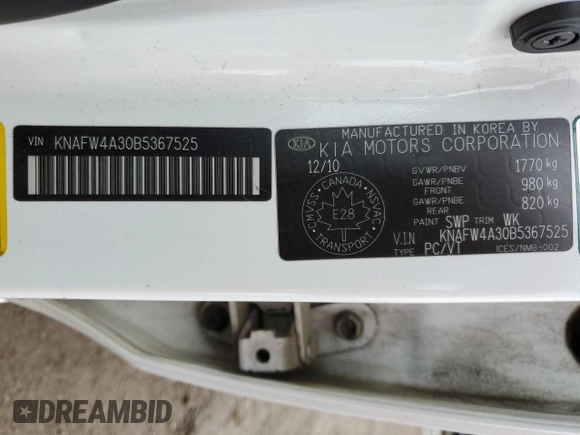 VIN KNAFW4A30B5367525
KIA
MANUFACTURED IN KOREA BY
KIA MOTORS CORPORATION
12/10
GVWR/PNBV 1770 kg
GAWR/PNBE FRONT 980 kg
GAWR/PNBE REAR 820 kg
PAINT SWP TRIM WK
V.I.N KNAFW4A30B5367525
TYPE PC/VT ICES/NMB-002
CANADA
CMVSS
NSVAC
E28
TRANSPORT
DREAMBID